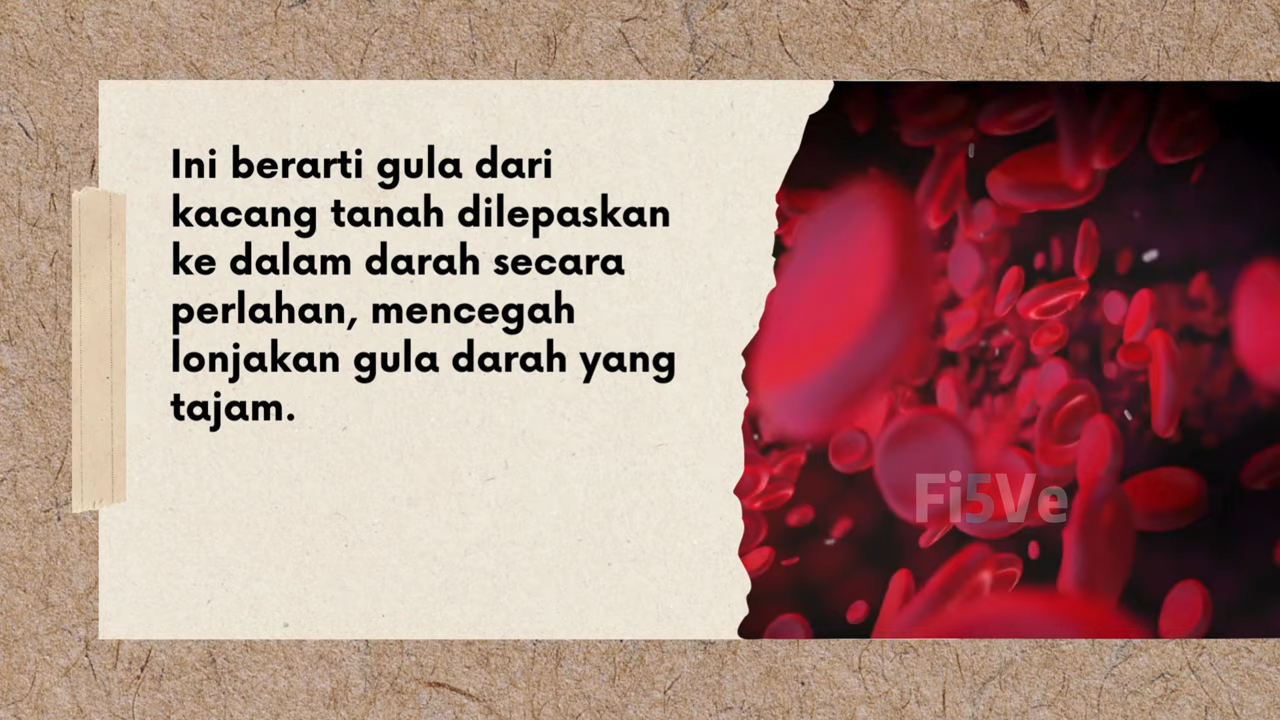 Ini berarti gula dari
kacang tanah dilepaskan
ke dalam darah secara
perlahan, mencegah
lonjakan gula darah yang
tajam.
Fi5Ve